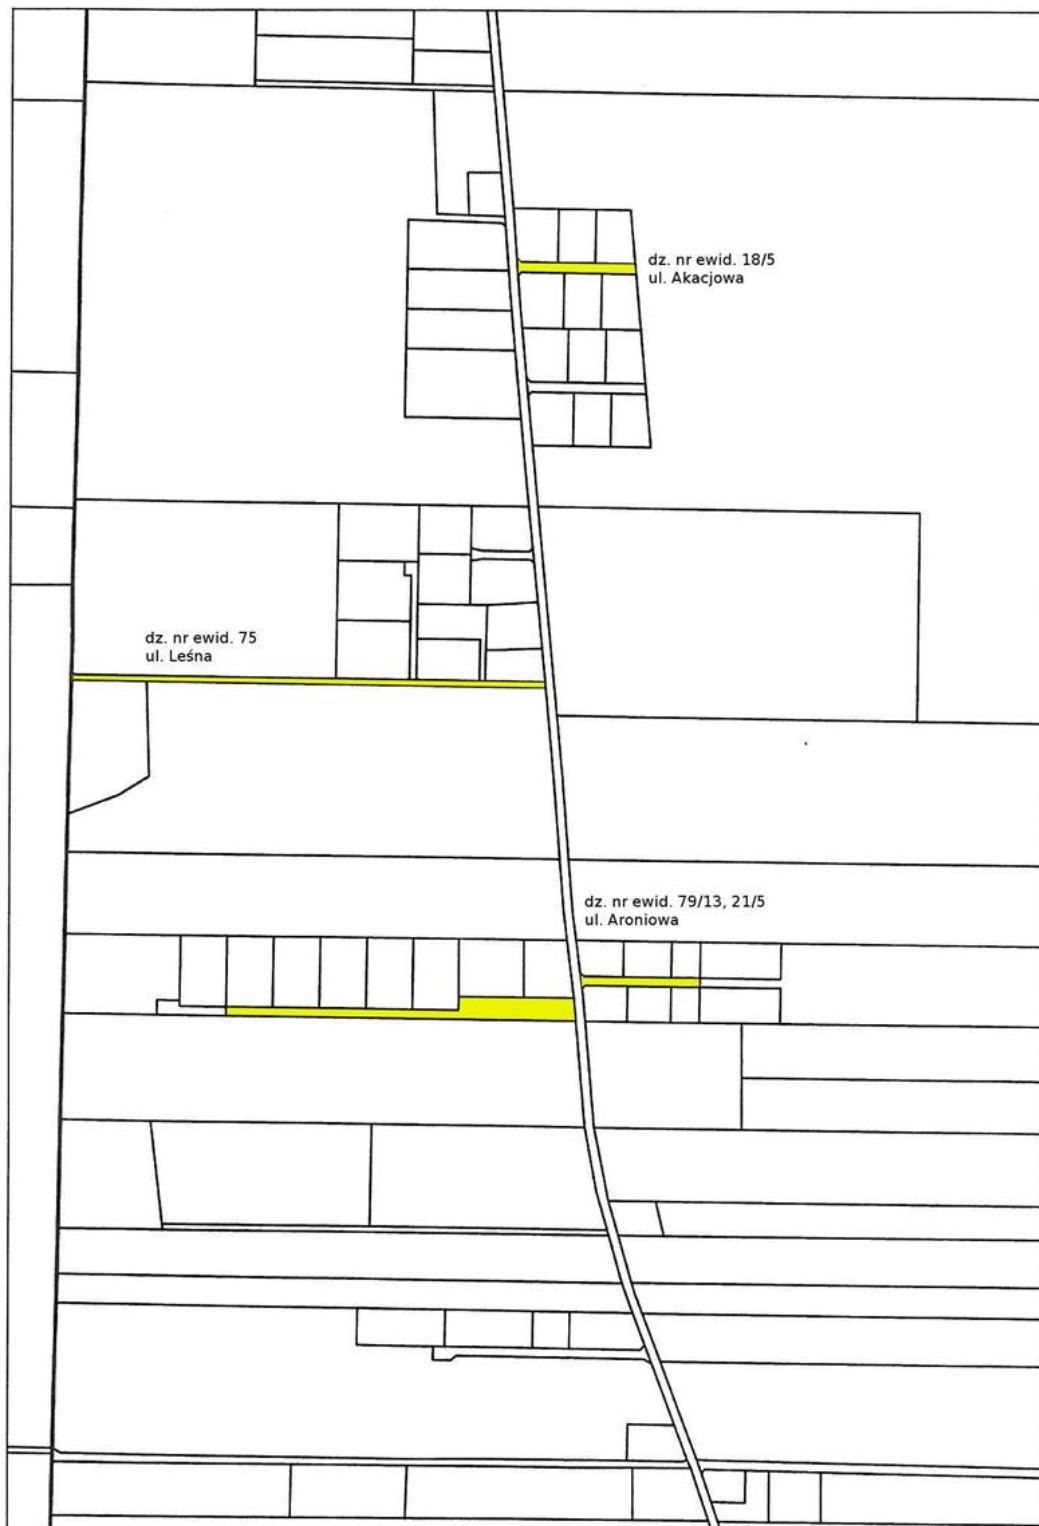 dz. nr ewid. 18/5
ul. Akacjowa
dz. nr ewid. 75
ul. Leśna
dz. nr ewid. 79/13, 21/5
ul. Aroniowa